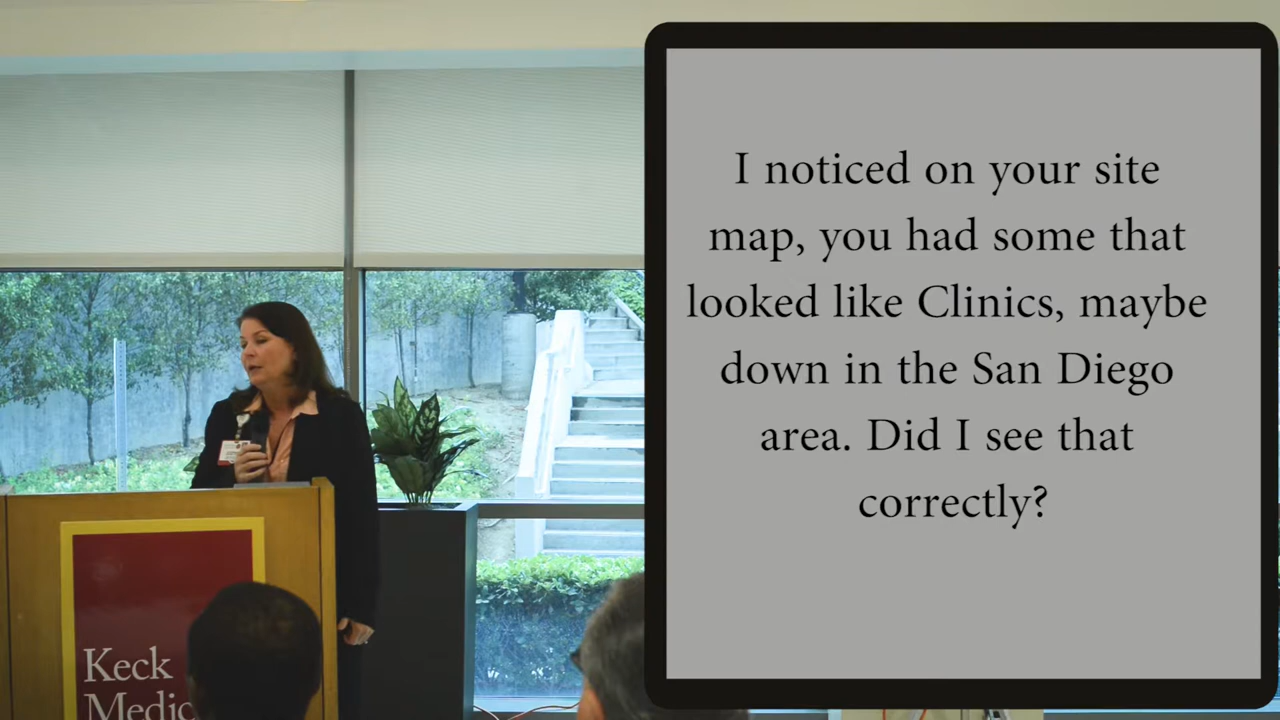 I noticed on your site
map, you had some that
looked like Clinics, maybe
down in the San Diego
area. Did I see that
correctly?
Keck
Medic